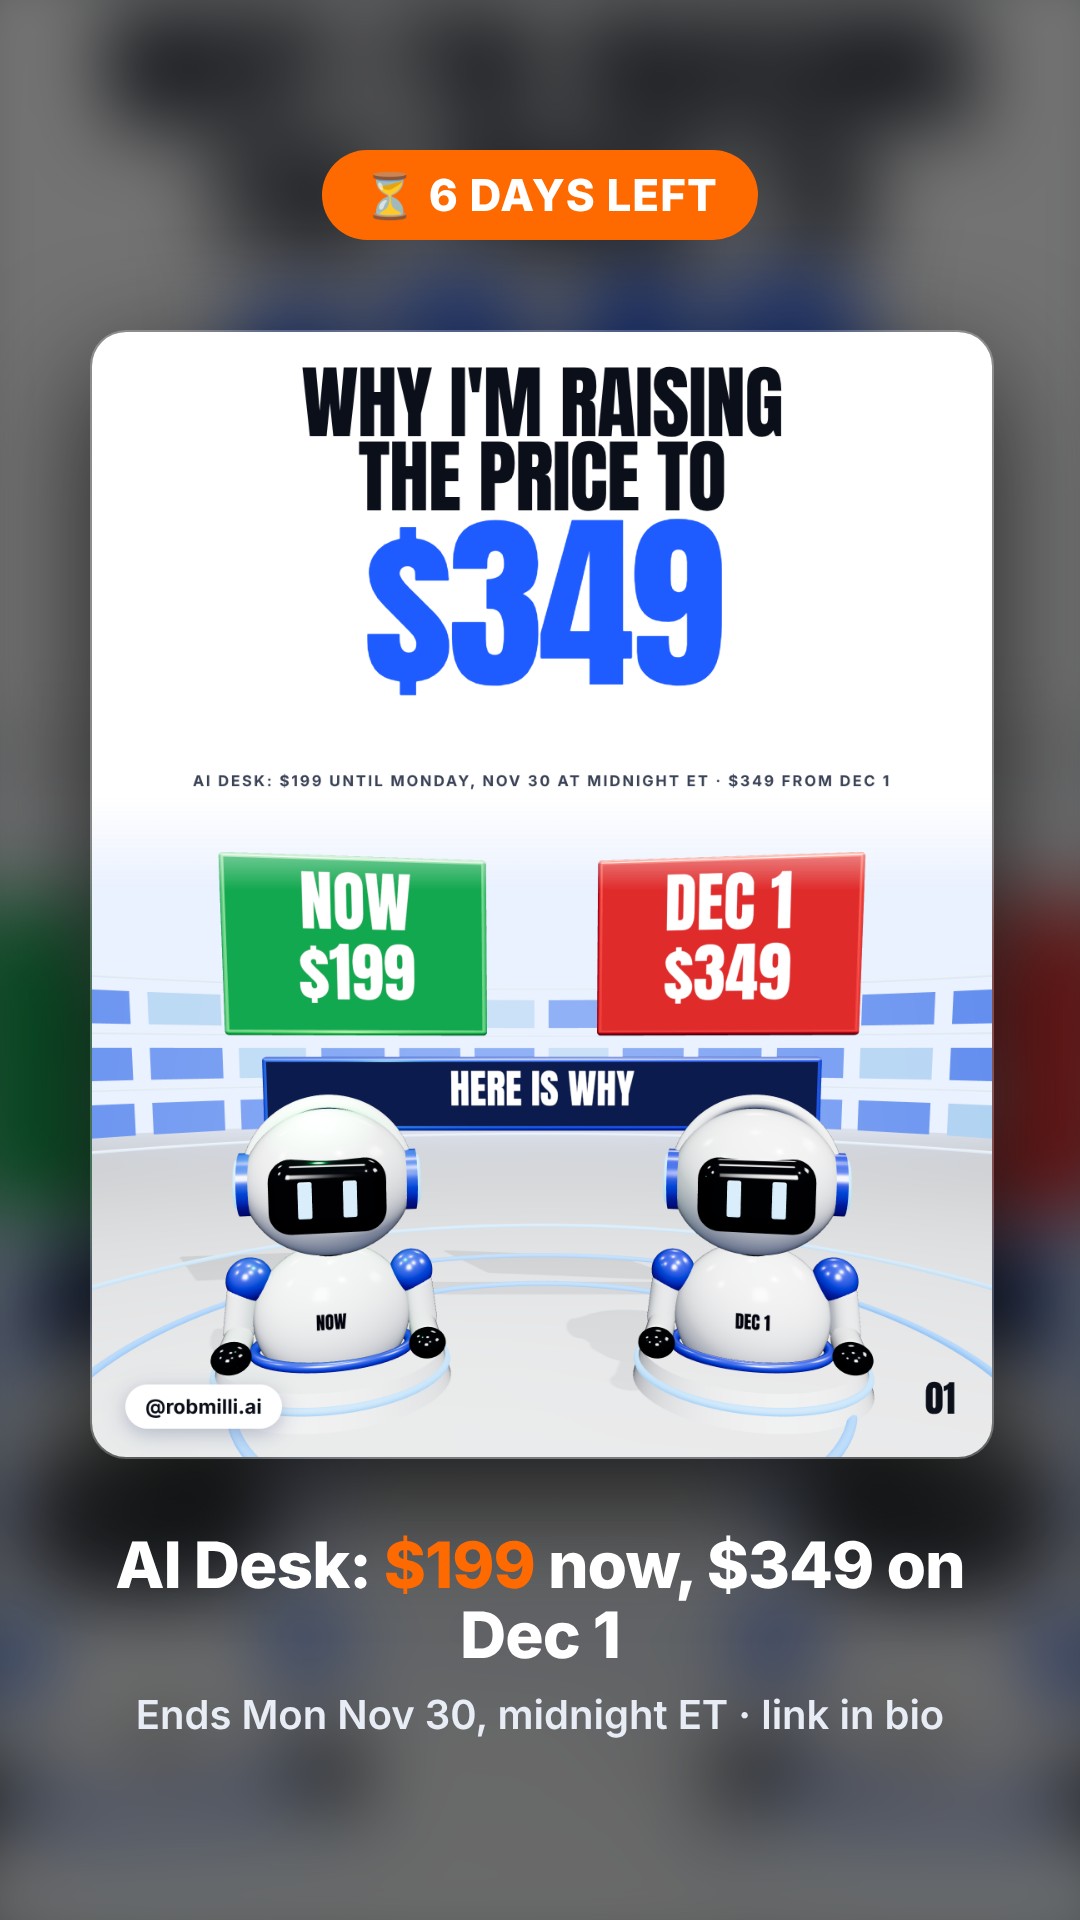 ⏳ 6 DAYS LEFT
WHY I'M RAISING
THE PRICE TO
$349
AI DESK: $199 UNTIL MONDAY, NOV 30 AT MIDNIGHT ET · $349 FROM DEC 1
NOW
$199
DEC 1
$349
HERE IS WHY
NOW
DEC 1
@robmilli.ai
01
AI Desk: $199 now, $349 on
Dec 1
Ends Mon Nov 30, midnight ET · link in bio